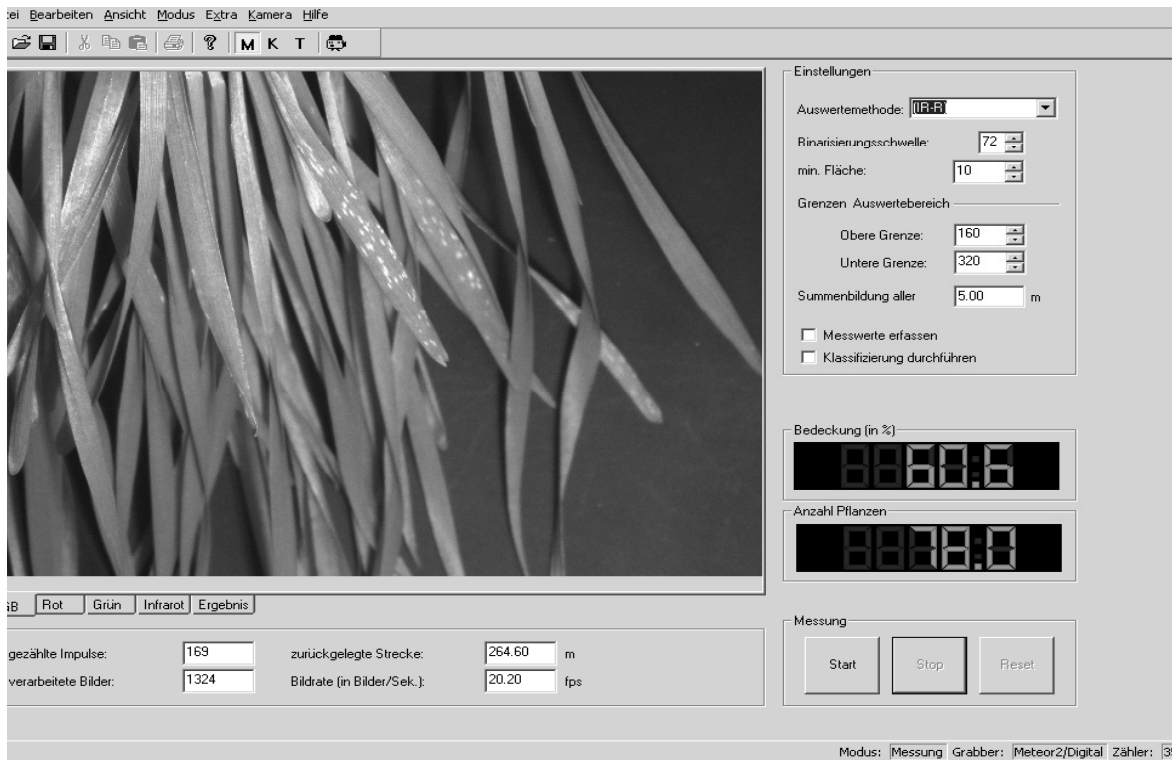 tei Bearbeiten Ansicht Modus Extra Kamera Hilfe
M K T
Einstellungen
Auswertemethode: (IR-R)
Binarisierungsschwelle: 72
min. Fläche: 10
Grenzen Auswertebereich
Obere Grenze: 160
Untere Grenze: 320
Summenbildung aller 5.00 m
Messwerte erfassen
Klassifizierung durchführen
Bedeckung (in %)
60.6
Anzahl Pflanzen
78.0
GB Rot Grün Infrarot Ergebnis
gezählte Impulse: 169 zurückgelegte Strecke: 264.60 m
verarbeitete Bilder: 1324 Bildrate (in Bilder/Sek.): 20.20 fps
Messung
Start Stop Reset
Modus: Messung Grabber: Meteor2/Digital Zähler: